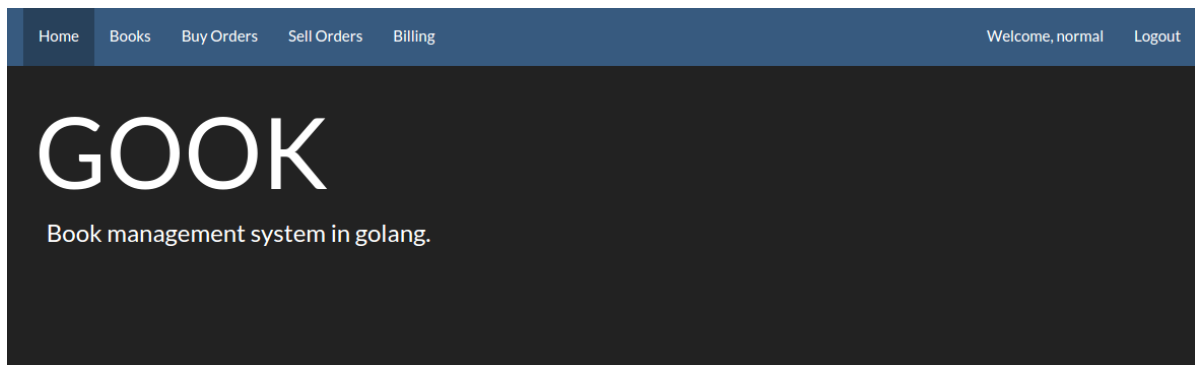 Home Books Buy Orders Sell Orders Billing Welcome, normal Logout
GOOK
Book management system in golang.